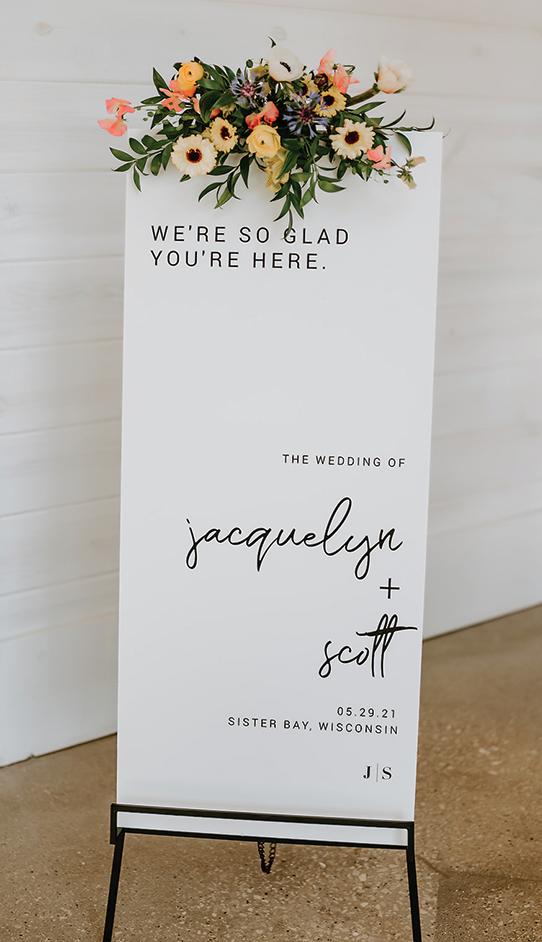 WE'RE SO GLAD
YOU'RE HERE.
THE WEDDING OF
jacquelyn
+
scott
05.29.21
SISTER BAY, WISCONSIN
J|S